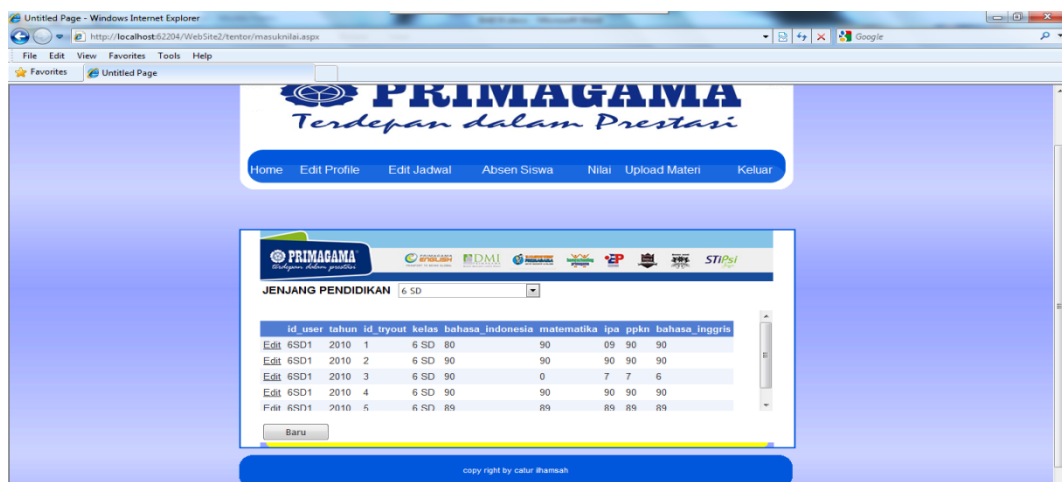 Untitled Page - Windows Internet Explorer
http://localhost:62204/WebSite2/tentor/masuknilai.aspx
Google
File Edit View Favorites Tools Help
Favorites Untitled Page
PRIMAGAMA
Terdepan dalam Prestasi
Home Edit Profile Edit Jadwal Absen Siswa Nilai Upload Materi Keluar
PRIMAGAMA
terdepan dalam prestasi
ENGLISH DMI STiPsi
JENJANG PENDIDIKAN 6 SD
id_user tahun id_tryout kelas bahasa_indonesia matematika ipa ppkn bahasa_inggris
Edit 6SD1 2010 1 6 SD 80 90 09 90 90
Edit 6SD1 2010 2 6 SD 90 90 90 90 90
Edit 6SD1 2010 3 6 SD 90 0 7 7 6
Edit 6SD1 2010 4 6 SD 90 90 90 90 90
Edit 6SD1 2010 5 6 SD 89 89 89 89 89
Baru
copy right by catur ilhamsah